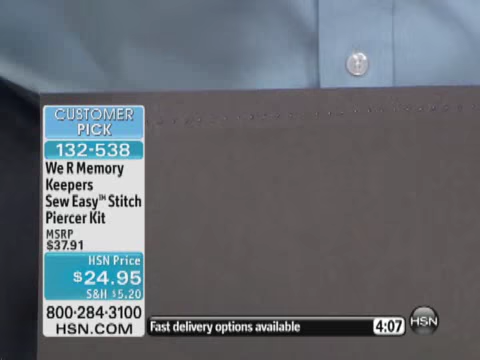 CUSTOMER
PICK
132-538
We R Memory
Keepers
Sew Easy™ Stitch
Piercer Kit
MSRP
$37.91
HSN Price
$24.95
S&H $5.20
800-284-3100
HSN.COM
Fast delivery options available
4:07
HSN